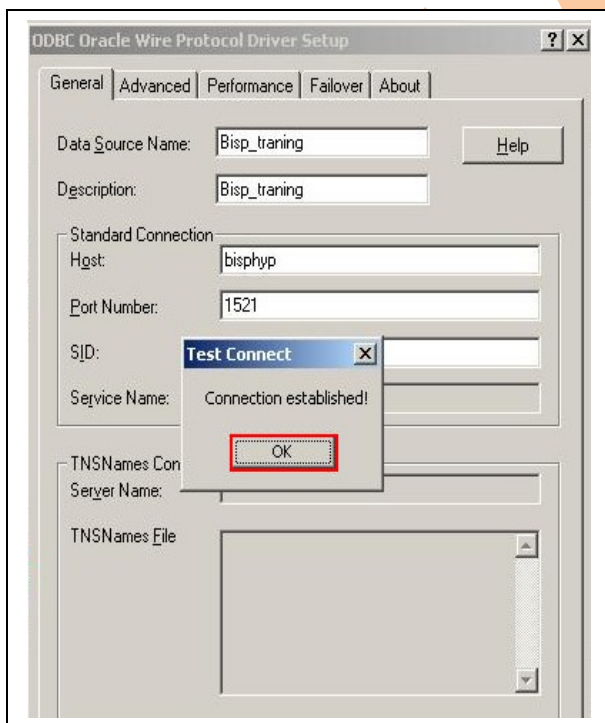 ODBC Oracle Wire Protocol Driver Setup
General Advanced Performance Failover About
Data Source Name: Bisp_traning Help
Description: Bisp_traning
Standard Connection
Host: bisphyp
Port Number: 1521
SID:
Test Connect
Service Name:
Connection established!
OK
TNSNames Con
Server Name:
TNSNames File